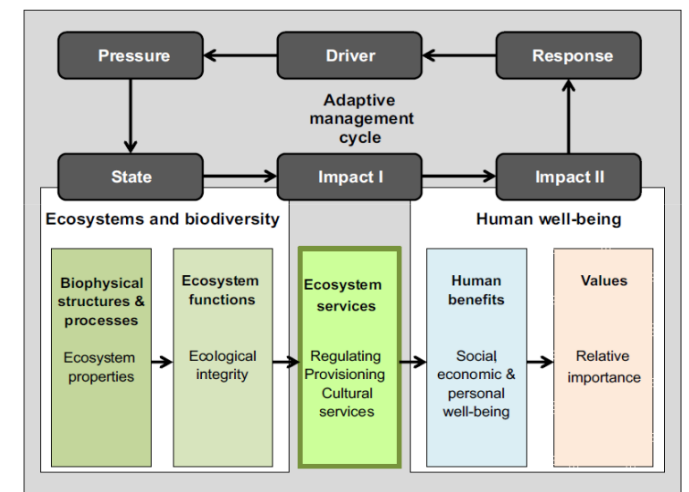 Pressure
Driver
Response
Adaptive
management
cycle
State
Impact I
Impact II
Ecosystems and biodiversity
Human well-being
Biophysical
structures &
processes
Ecosystem
properties
Ecosystem
functions
Ecological
integrity
Ecosystem
services
Regulating
Provisioning
Cultural
services
Human
benefits
Social,
economic &
personal
well-being
Values
Relative
importance